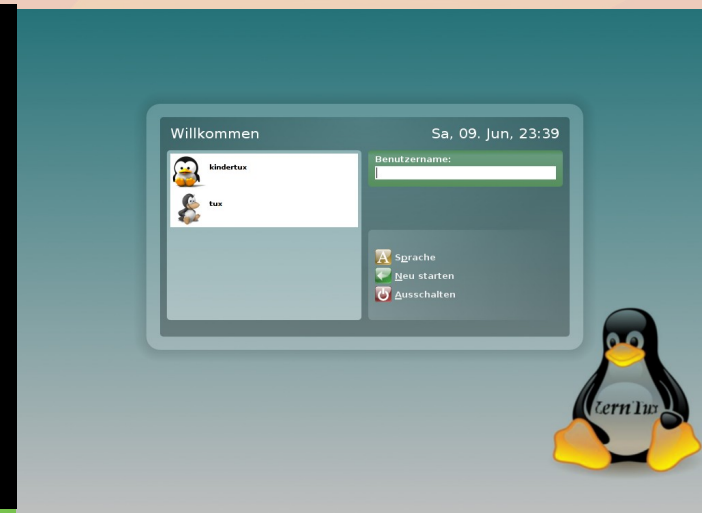 Willkommen
Sa, 09. Jun, 23:39
kindertux
tux
Benutzername:
Sprache
Neu starten
Ausschalten
LernTux